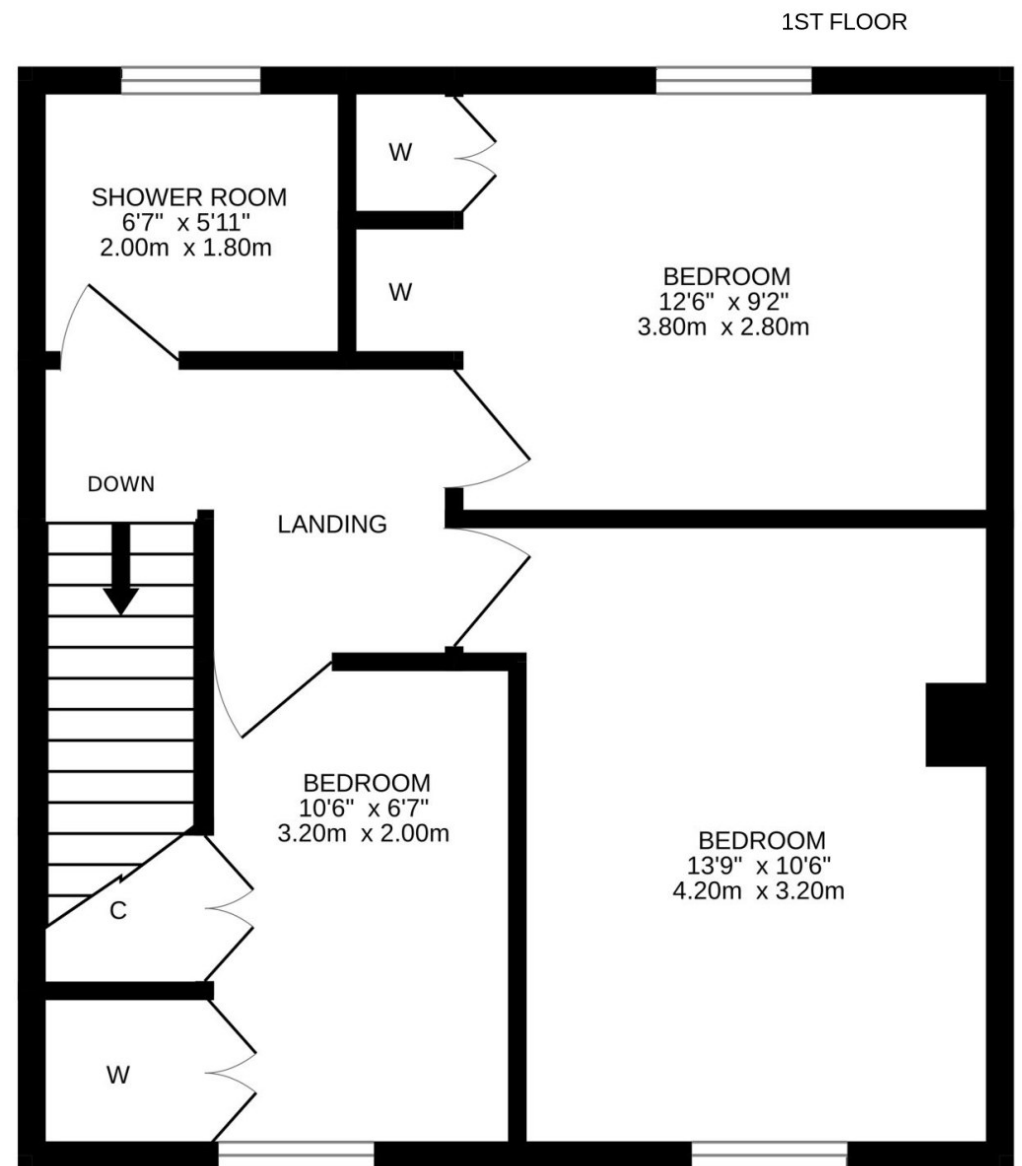 1ST FLOOR
SHOWER ROOM
6'7" x 5'11"
2.00m x 1.80m
W
W
BEDROOM
12'6" x 9'2"
3.80m x 2.80m
DOWN
LANDING
BEDROOM
10'6" x 6'7"
3.20m x 2.00m
BEDROOM
13'9" x 10'6"
4.20m x 3.20m
C
W